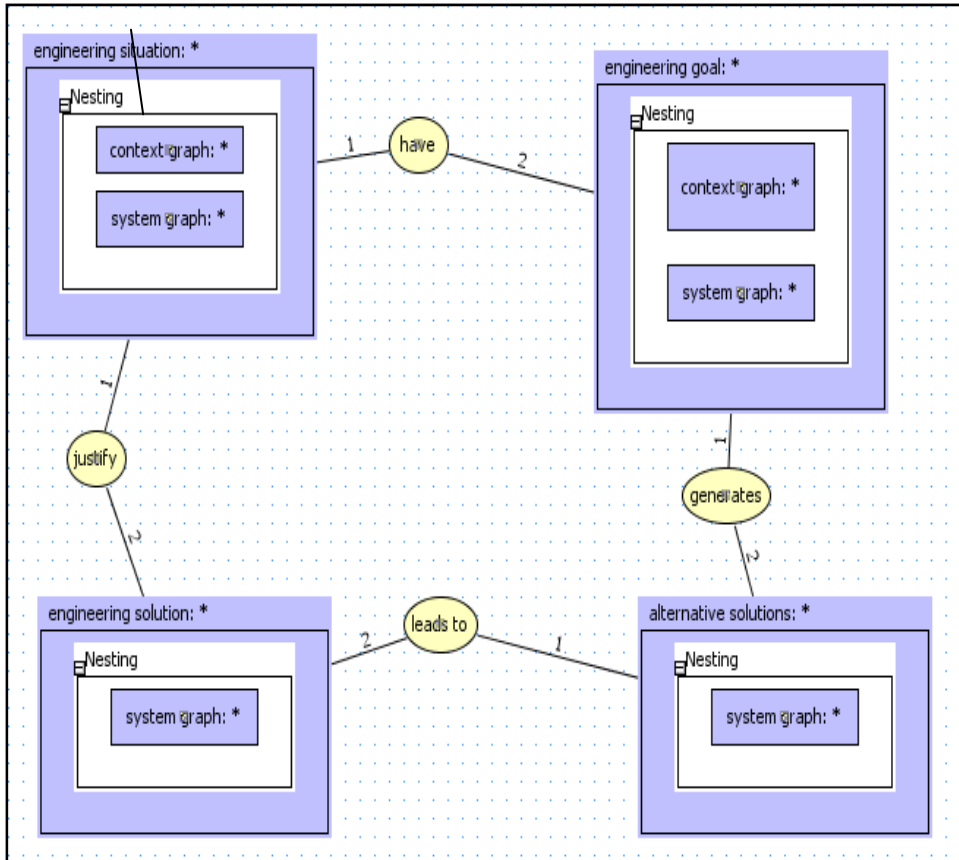 engineering situation: *
Nesting
context graph: *
system graph: *
1
have
2
engineering goal: *
Nesting
context graph: *
system graph: *
1
justify
2
1
generates
2
engineering solution: *
Nesting
system graph: *
2
leads to
1
alternative solutions: *
Nesting
system graph: *